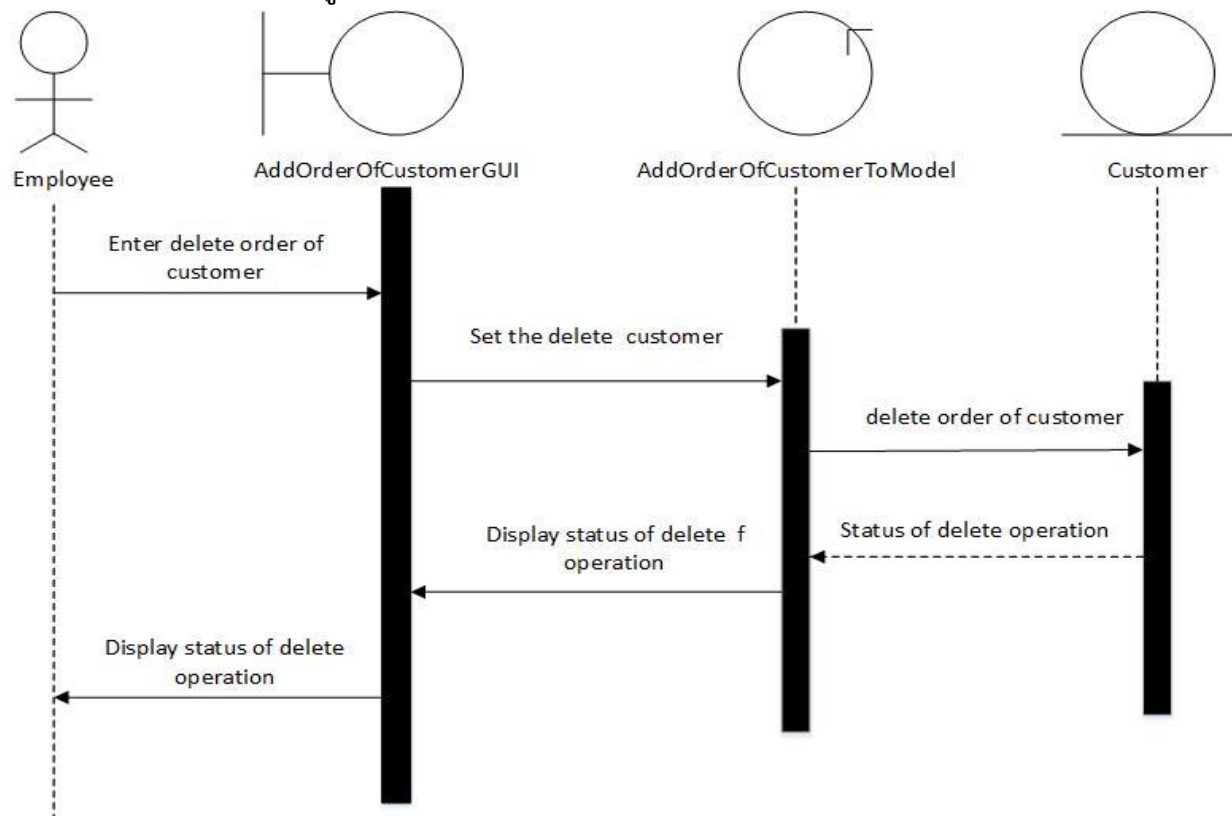 Employee
AddOrderOfCustomerGUI
AddOrderOfCustomerToModel
Customer
Enter delete order of
customer
Set the delete customer
delete order of customer
Status of delete operation
Display status of delete f
operation
Display status of delete
operation